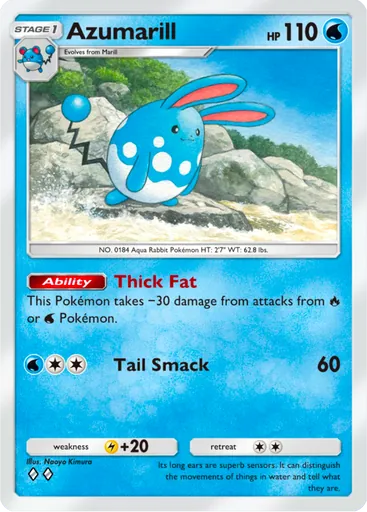 STAGE 1
Azumarill
HP 110
Evolves from Marill
NO. 0184 Aqua Rabbit Pokémon HT: 2'7" WT: 62.8 lbs.
Ability Thick Fat
This Pokémon takes −30 damage from attacks from
or Pokémon.
Tail Smack 60
weakness +20 retreat
Illus. Naoyo Kimura
Its long ears are superb sensors. It can distinguish
the movements of things in water and tell what
they are.